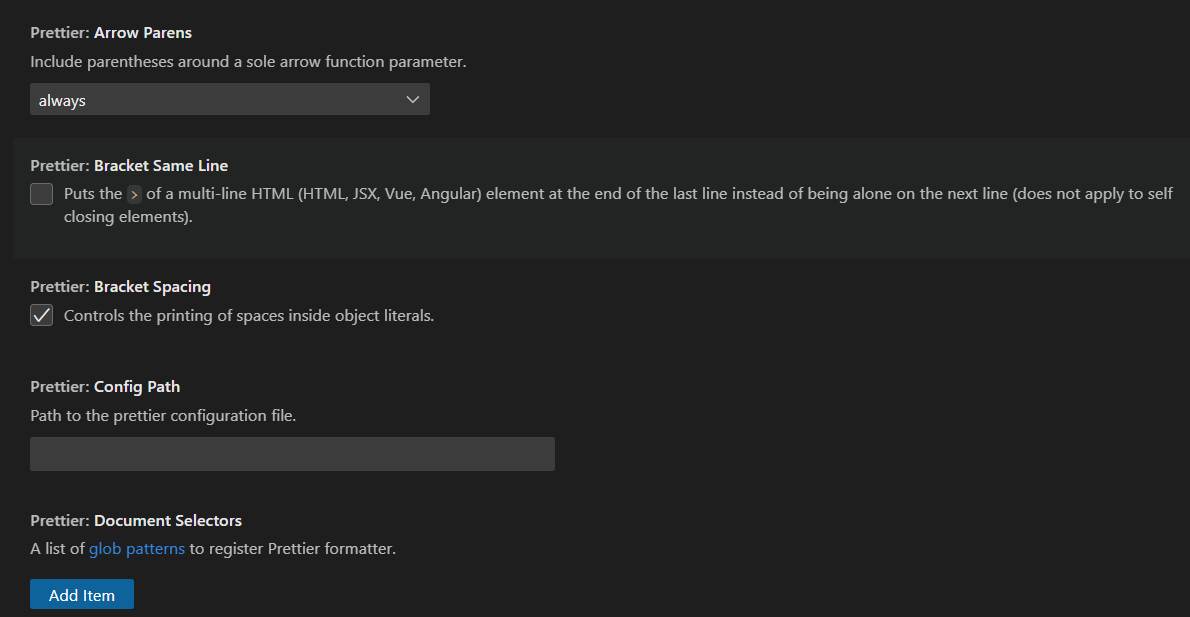 Prettier: Arrow Parens
Include parentheses around a sole arrow function parameter.
always
Prettier: Bracket Same Line
Puts the > of a multi-line HTML (HTML, JSX, Vue, Angular) element at the end of the last line instead of being alone on the next line (does not apply to self
closing elements).
Prettier: Bracket Spacing
Controls the printing of spaces inside object literals.
Prettier: Config Path
Path to the prettier configuration file.
Prettier: Document Selectors
A list of glob patterns to register Prettier formatter.
Add Item